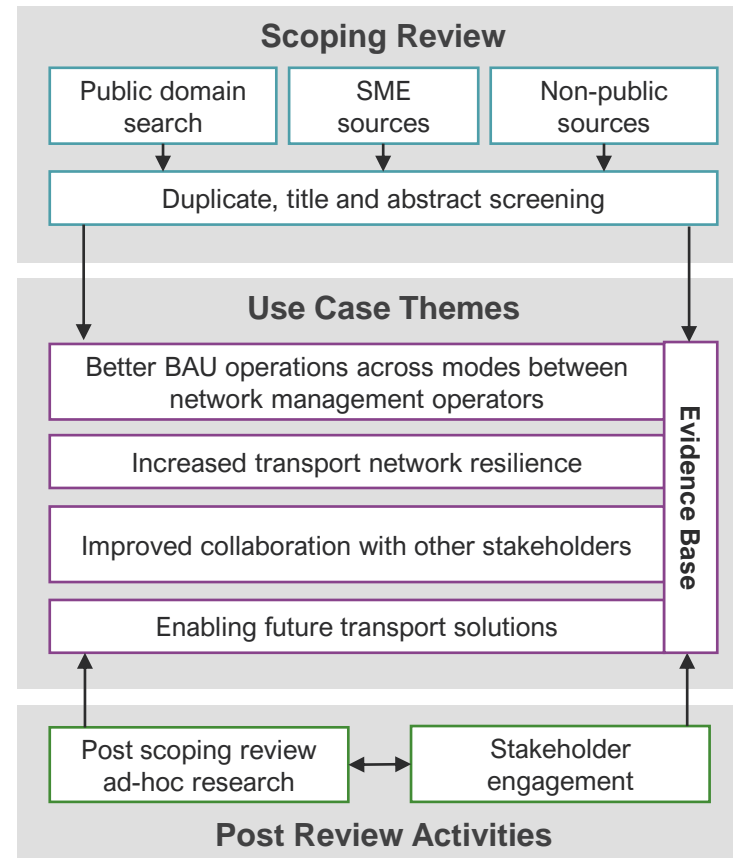 Scoping Review
Public domain
search
SME
sources
Non-public
sources
Duplicate, title and abstract screening
Use Case Themes
Better BAU operations across modes between
network management operators
Increased transport network resilience
Improved collaboration with other stakeholders
Enabling future transport solutions
Evidence Base
Post scoping review
ad-hoc research
Stakeholder
engagement
Post Review Activities